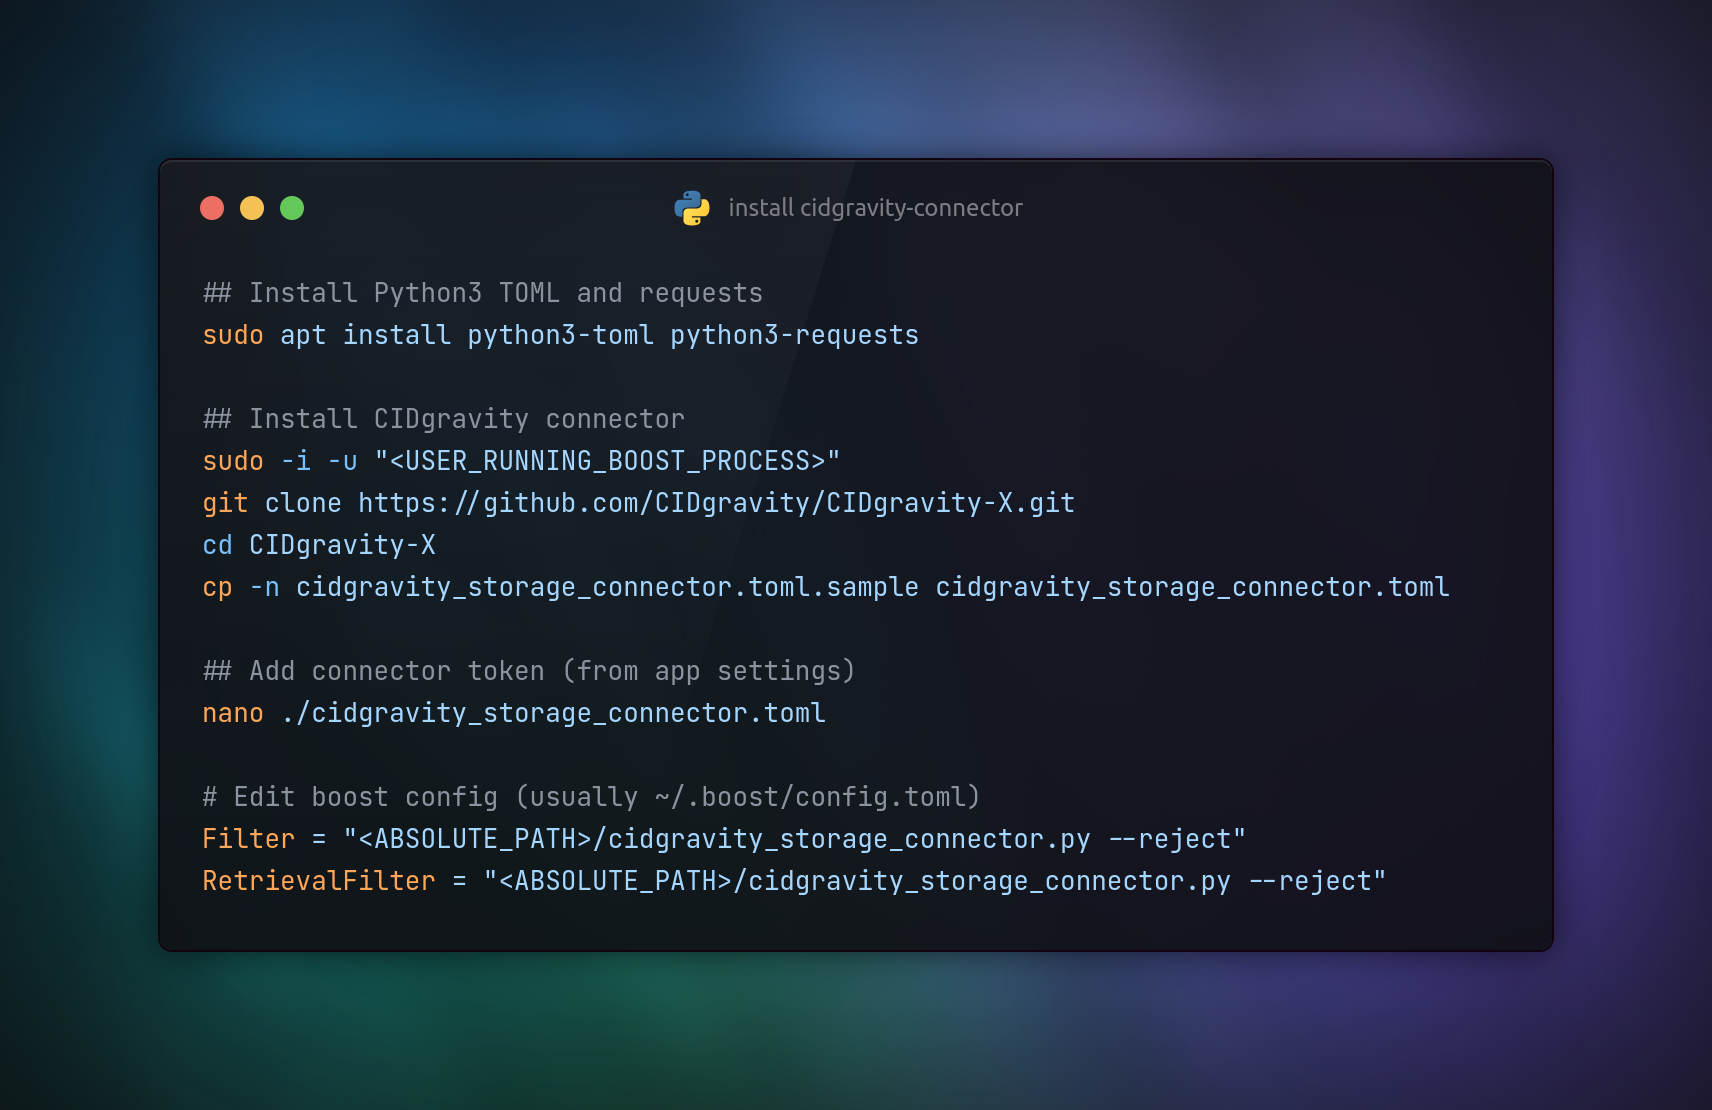 install cidgravity-connector
## Install Python3 TOML and requests
sudo apt install python3-toml python3-requests
## Install CIDgravity connector
sudo -i -u "<USER_RUNNING_BOOST_PROCESS>"
git clone https://github.com/CIDgravity/CIDgravity-X.git
cd CIDgravity-X
cp -n cidgravity_storage_connector.toml.sample cidgravity_storage_connector.toml
## Add connector token (from app settings)
nano ./cidgravity_storage_connector.toml
# Edit boost config (usually ~/.boost/config.toml)
Filter = "<ABSOLUTE_PATH>/cidgravity_storage_connector.py --reject"
RetrievalFilter = "<ABSOLUTE_PATH>/cidgravity_storage_connector.py --reject"